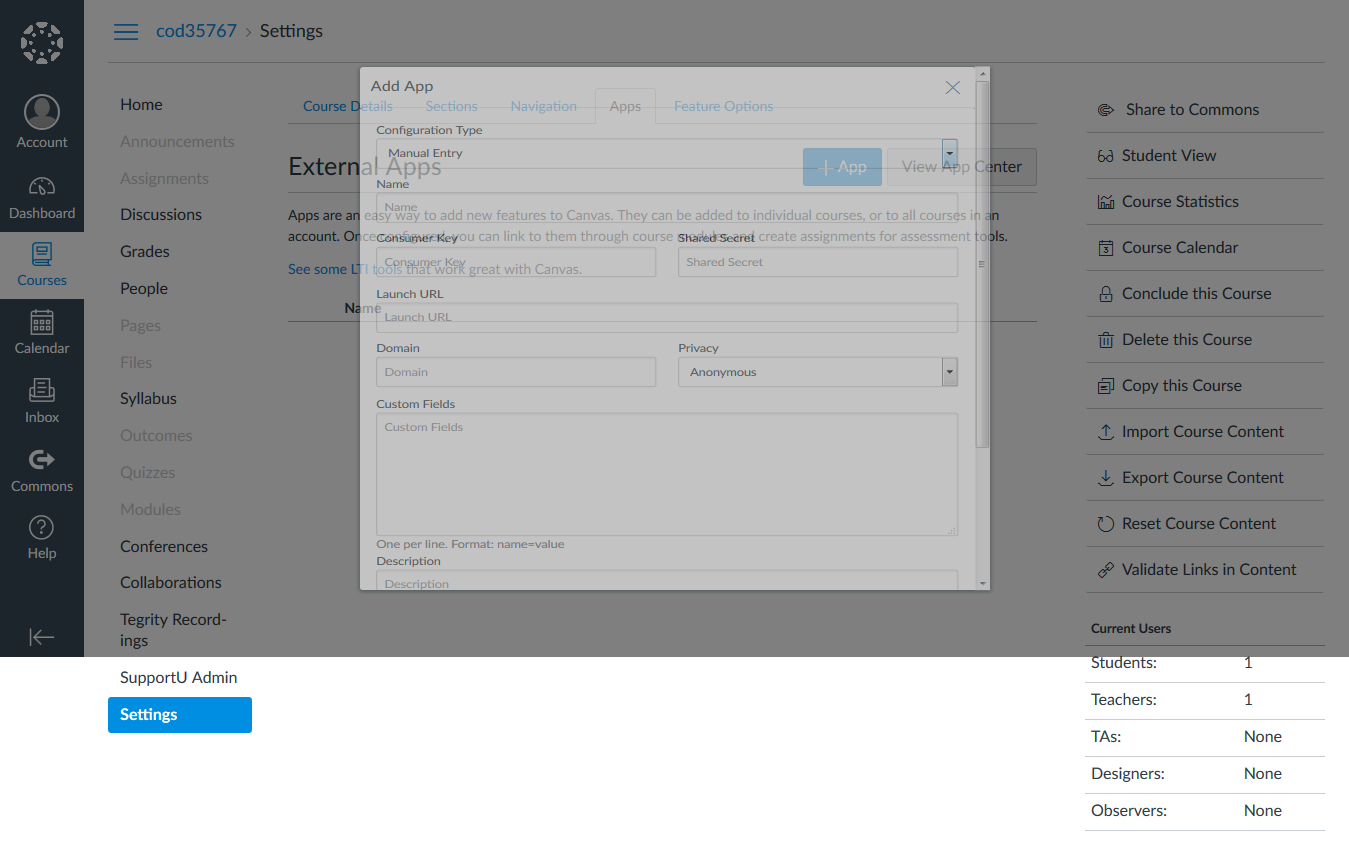 cod35767 > Settings
Account
Dashboard
Courses
Calendar
Inbox
Commons
Help
Home
Announcements
Assignments
Discussions
Grades
People
Pages
Files
Syllabus
Outcomes
Quizzes
Modules
Conferences
Collaborations
Tegrity Record-
ings
SupportU Admin
Settings
Course Details Sections Navigation Apps Feature Options
External Apps
+ App View App Center
Apps are an easy way to add new features to Canvas. They can be added to individual courses, or to all courses in an
account. Once configured, you can link to them through course modules and create assignments for assessment tools.
See some LTI tools that work great with Canvas.
Name
Add App
Configuration Type
Manual Entry
Name
Name
Consumer Key Shared Secret
Consumer Key Shared Secret
Launch URL
Launch URL
Domain Privacy
Domain Anonymous
Custom Fields
Custom Fields
One per line. Format: name=value
Description
Description
Share to Commons
Student View
Course Statistics
3 Course Calendar
Conclude this Course
Delete this Course
Copy this Course
Import Course Content
Export Course Content
Reset Course Content
Validate Links in Content
Current Users
Students: 1
Teachers: 1
TAs: None
Designers: None
Observers: None